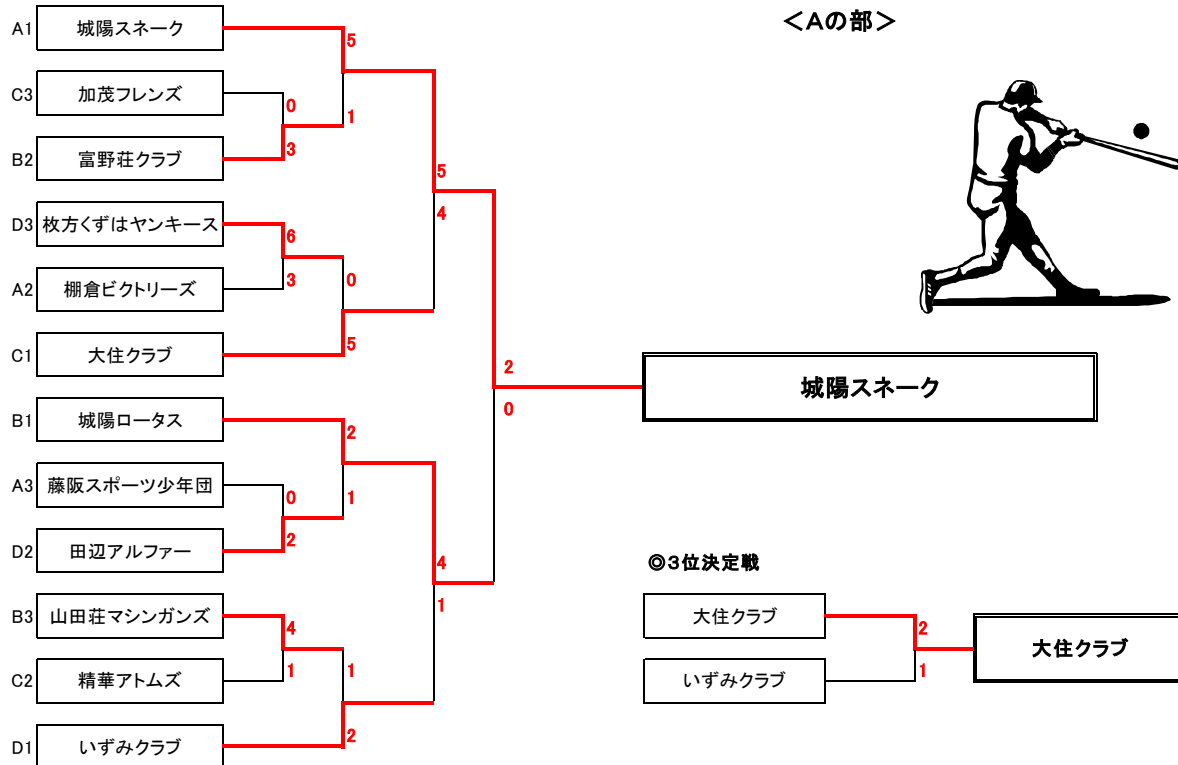 ＜Aの部＞
A1 城陽スネーク
5
C3 加茂フレンズ
0
1
B2 富野荘クラブ
3
5
4
D3 枚方くずはヤンキース
6
0
A2 棚倉ビクトリーズ
3
C1 大住クラブ
5
2
城陽スネーク
0
B1 城陽ロータス
2
A3 藤阪スポーツ少年団
0
1
D2 田辺アルファー
2
4
1
B3 山田荘マシンガンズ
4
1
C2 精華アトムズ
1
D1 いずみクラブ
2
◎3位決定戦
大住クラブ
2
大住クラブ
いずみクラブ
1